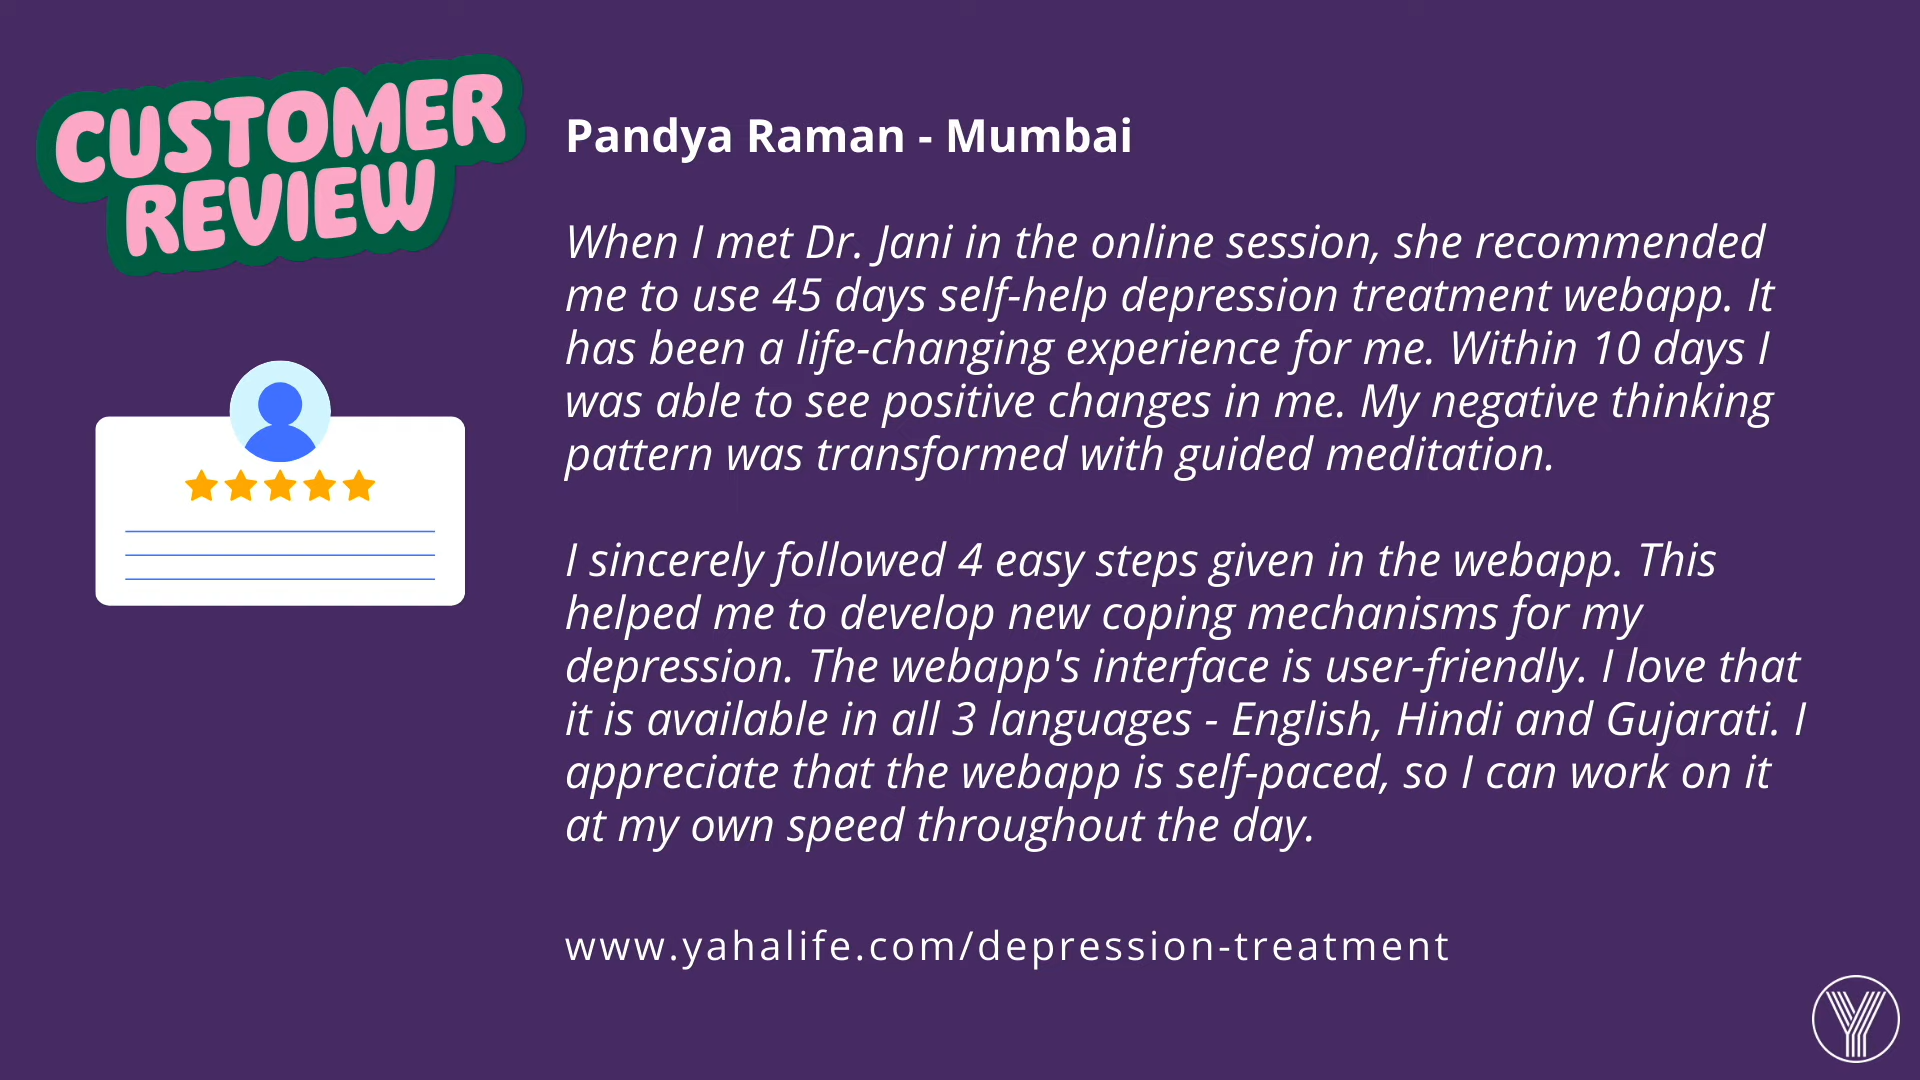 CUSTOMER
REVIEW
Pandya Raman - Mumbai
When I met Dr. Jani in the online session, she recommended
me to use 45 days self-help depression treatment webapp. It
has been a life-changing experience for me. Within 10 days I
was able to see positive changes in me. My negative thinking
pattern was transformed with guided meditation.
I sincerely followed 4 easy steps given in the webapp. This
helped me to develop new coping mechanisms for my
depression. The webapp's interface is user-friendly. I love that
it is available in all 3 languages - English, Hindi and Gujarati. I
appreciate that the webapp is self-paced, so I can work on it
at my own speed throughout the day.
www.yahalife.com/depression-treatment
Y